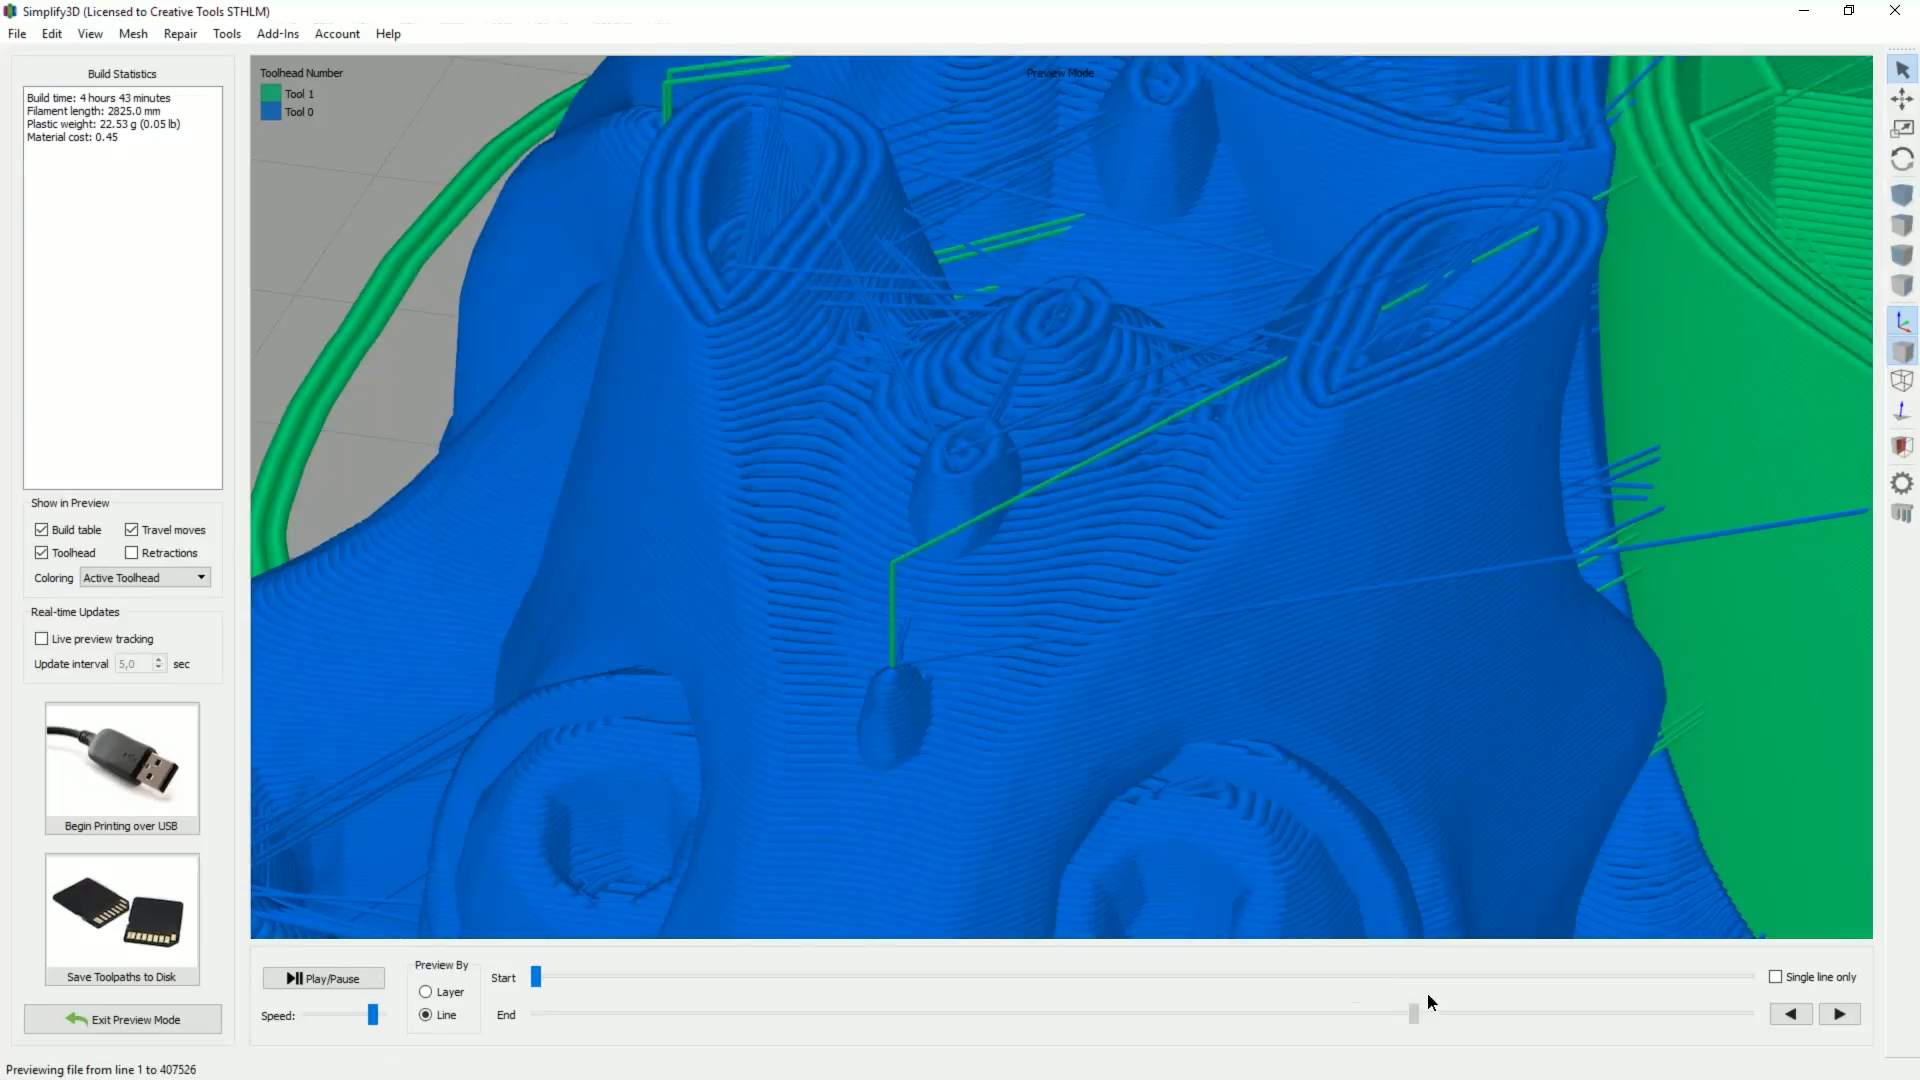 Simplify3D (Licensed to Creative Tools STHLM)
File Edit View Mesh Repair Tools Add-Ins Account Help
Build Statistics
Build time: 4 hours 43 minutes
Filament length: 2825.0 mm
Plastic weight: 22.53 g (0.05 lb)
Material cost: 0.45
Toolhead Number
Tool 1
Tool 0
Preview Mode
Show in Preview
Build table Travel moves
Toolhead Retractions
Coloring Active Toolhead
Real-time Updates
Live preview tracking
Update interval 5,0 sec
Begin Printing over USB
Save Toolpaths to Disk
Exit Preview Mode
Play/Pause
Speed:
Preview By
Layer
Line
Start
End
Single line only
Previewing file from line 1 to 407526